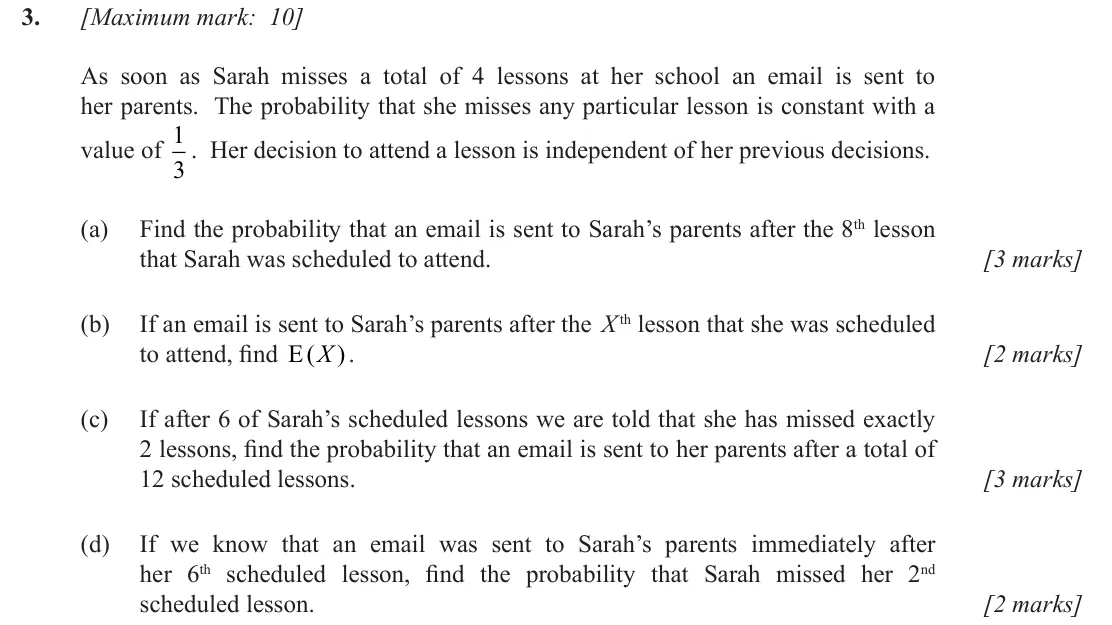 3. [Maximum mark: 10]
As soon as Sarah misses a total of 4 lessons at her school an email is sent to
her parents. The probability that she misses any particular lesson is constant with a
value of 1/3. Her decision to attend a lesson is independent of her previous decisions.
(a) Find the probability that an email is sent to Sarah’s parents after the 8th lesson
that Sarah was scheduled to attend. [3 marks]
(b) If an email is sent to Sarah’s parents after the Xth lesson that she was scheduled
to attend, find E(X). [2 marks]
(c) If after 6 of Sarah’s scheduled lessons we are told that she has missed exactly
2 lessons, find the probability that an email is sent to her parents after a total of
12 scheduled lessons. [3 marks]
(d) If we know that an email was sent to Sarah’s parents immediately after
her 6th scheduled lesson, find the probability that Sarah missed her 2nd
scheduled lesson. [2 marks]